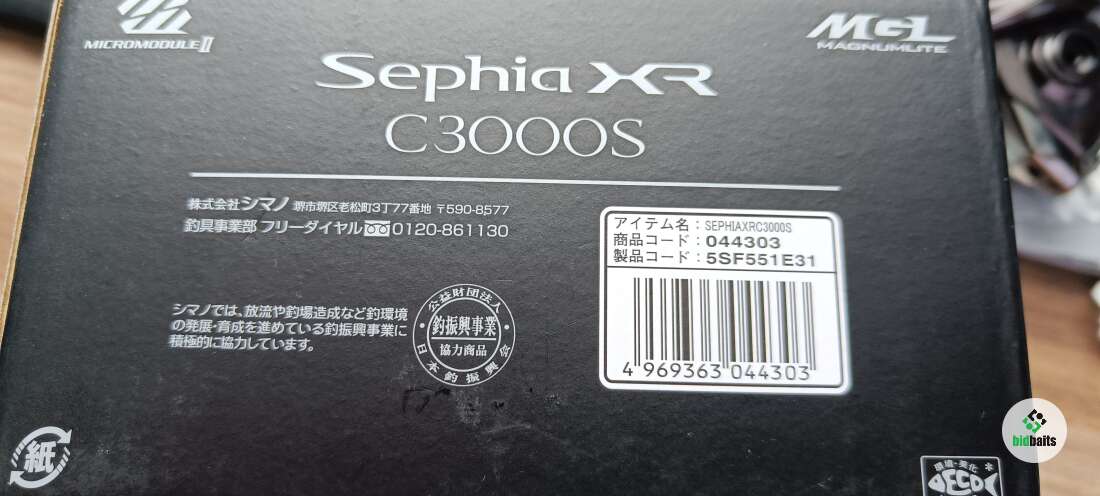 MICROMODULE II
MGL
MAGNUMLITE
Sephia XR
C3000S
株式会社 シマノ 堺市堺区老松町3丁77番地 〒590-8577
釣具事業部 フリーダイヤル 0120-861130
アイテム名：SEPHIAXRC3000S
商品コード：044303
製品コード：5SF551E31
4 969363 044303
シマノでは、放流や釣場造成など釣環境
の発展・育成を進めている釣振興事業に
積極的に協力しています。
公益財団法人
釣振興事業
協力商品
日本釣振興会
紙
bidbaits
環境・美化
ECO